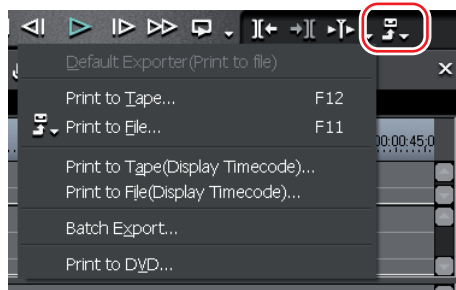 Default Exporter(Print to file)
Print to Tape... F12
Print to File... F11
00:00:45;0
Print to Tape(Display Timecode)...
Print to File(Display Timecode)...
Batch Export...
Print to DVD...